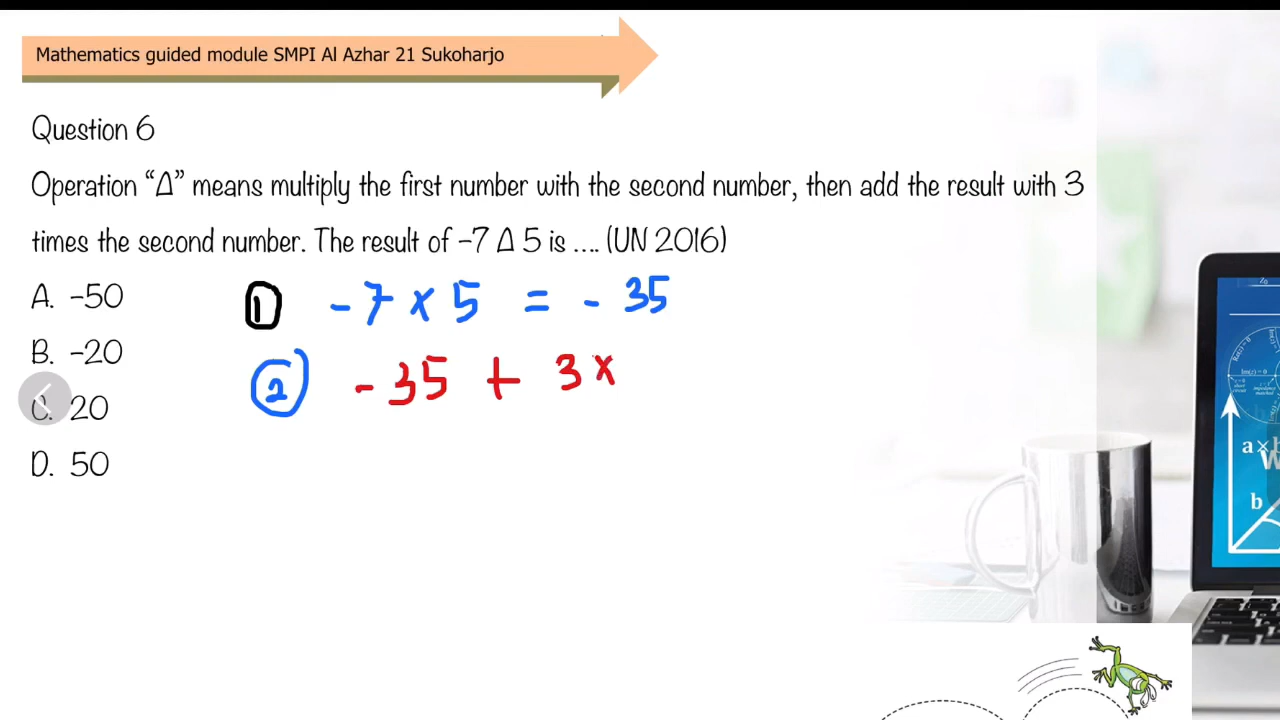 Mathematics guided module SMPI Al Azhar 21 Sukoharjo
Question 6
Operation “Δ” means multiply the first number with the second number, then add the result with 3
times the second number. The result of -7 Δ 5 is .... (UN 2016)
A. -50
B. -20
C. 20
D. 50
1 -7 x 5 = - 35
2 -35 + 3 x
a×b
b